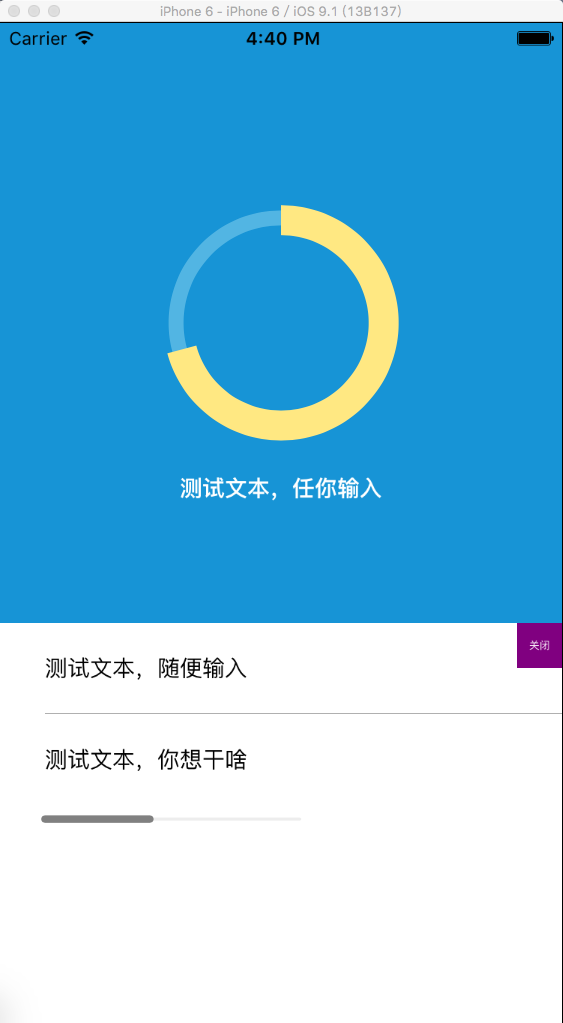 iPhone 6 - iPhone 6 / iOS 9.1 (13B137)
Carrier 4:40 PM
测试文本，任你输入
关闭
测试文本，随便输入
测试文本，你想干啥